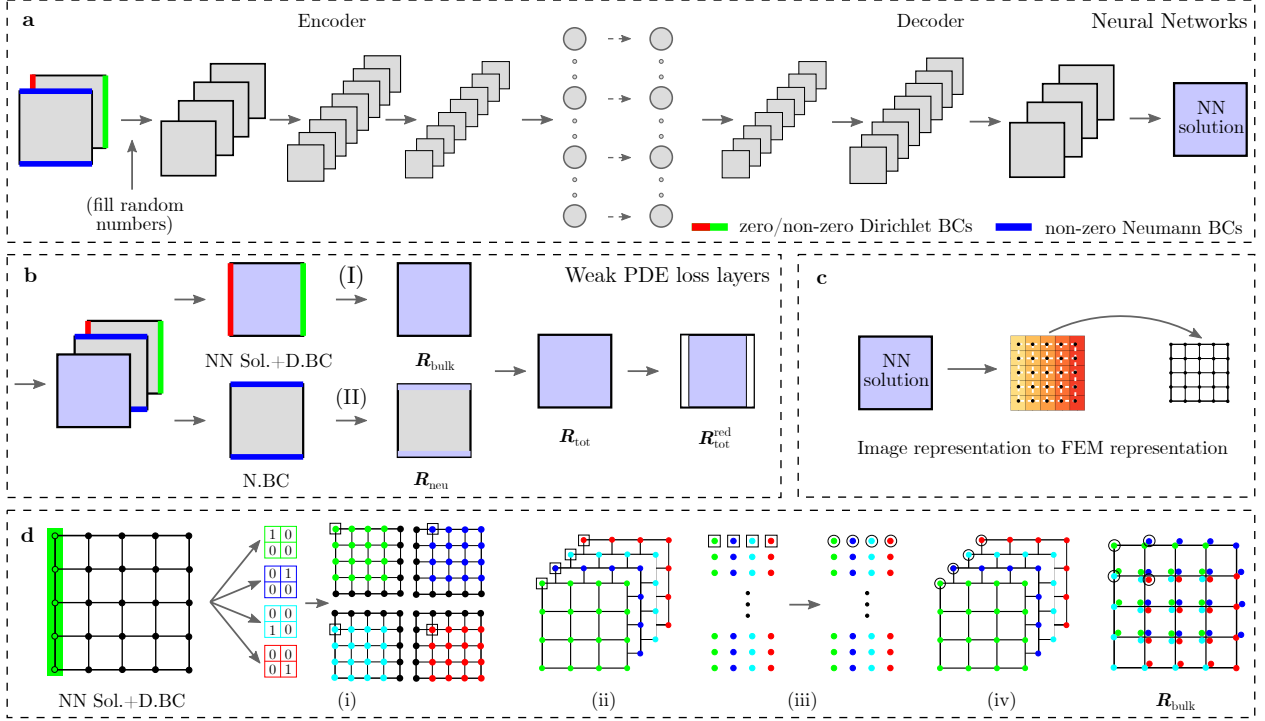 a
Encoder
Decoder
Neural Networks
NN
solution
(fill random
numbers)
zero/non-zero Dirichlet BCs
non-zero Neumann BCs
b
Weak PDE loss layers
(I)
NN Sol.+D.BC
R_bulk
(II)
N.BC
R_neu
R_tot
R_tot^red
c
NN
solution
Image representation to FEM representation
d
1 0
0 0
0 1
0 0
0 0
1 0
0 0
0 1
NN Sol.+D.BC
(i)
(ii)
(iii)
(iv)
R_bulk